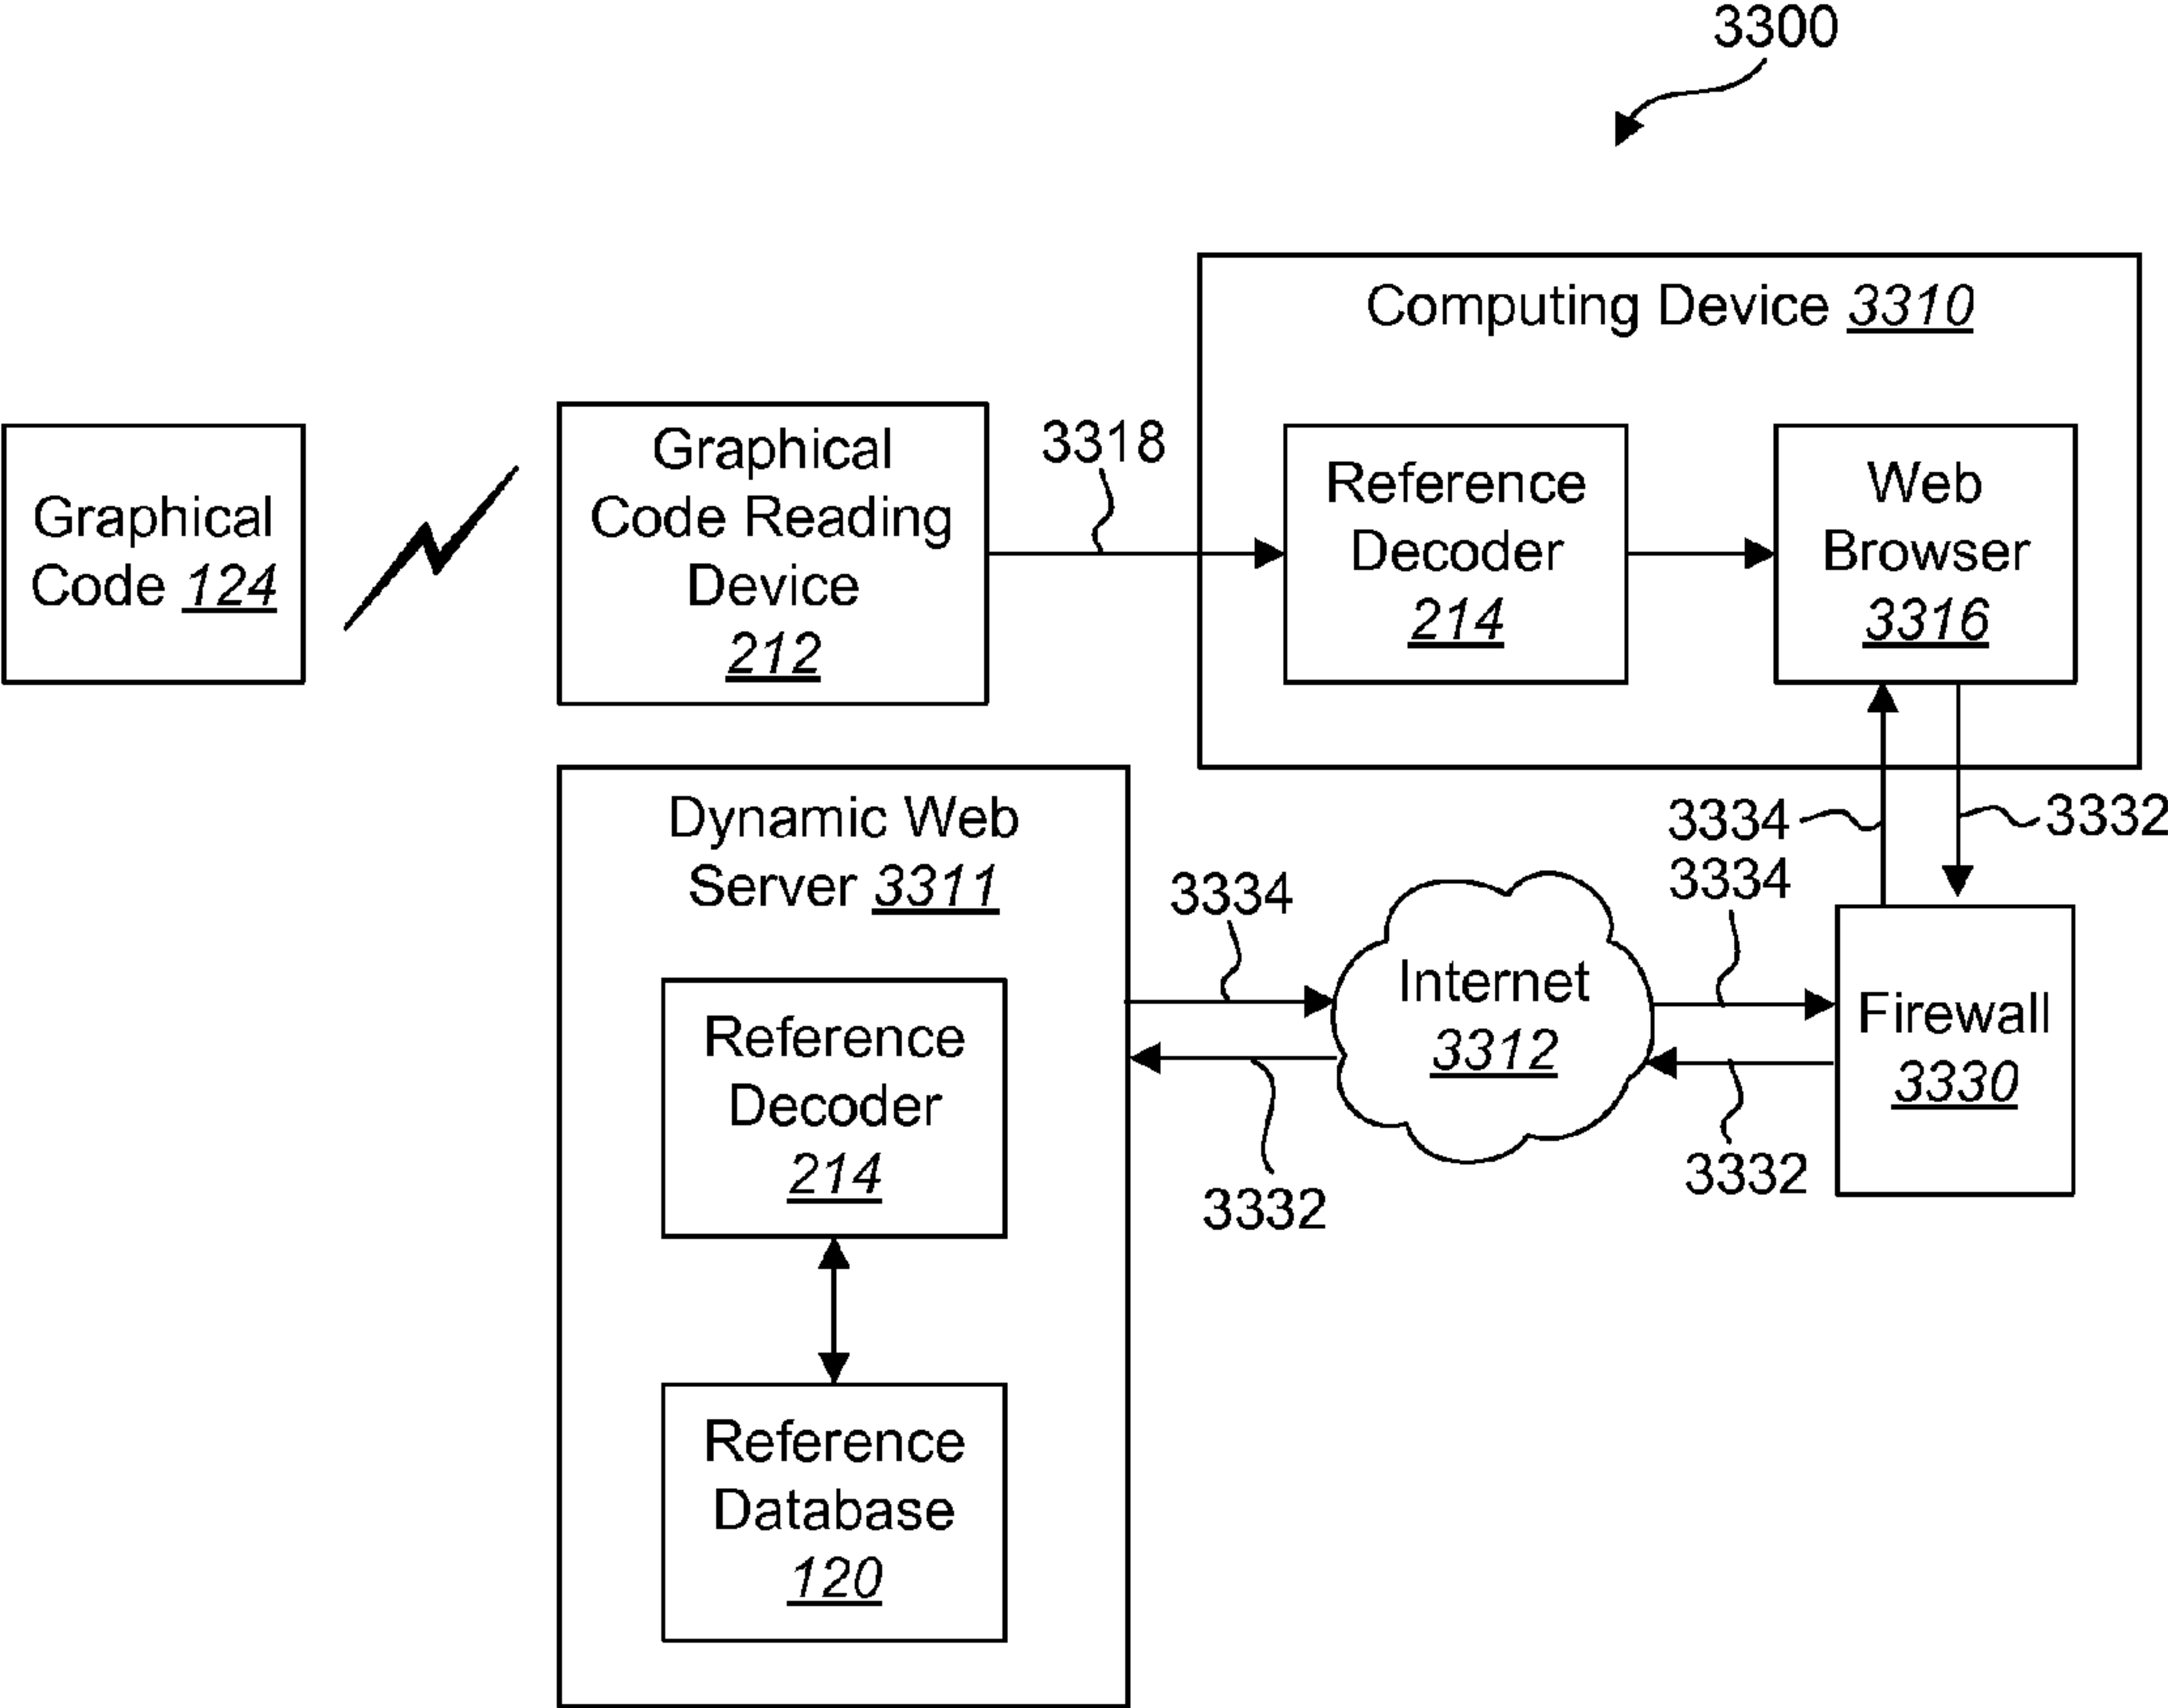 3300
Computing Device 3310
Graphical
Code 124
Graphical
Code Reading
Device
212
3318
Reference
Decoder
214
Web
Browser
3316
3334
3332
3334
Dynamic Web
Server 3311
3334
Internet
3312
Firewall
3330
3332
3332
Reference
Decoder
214
Reference
Database
120